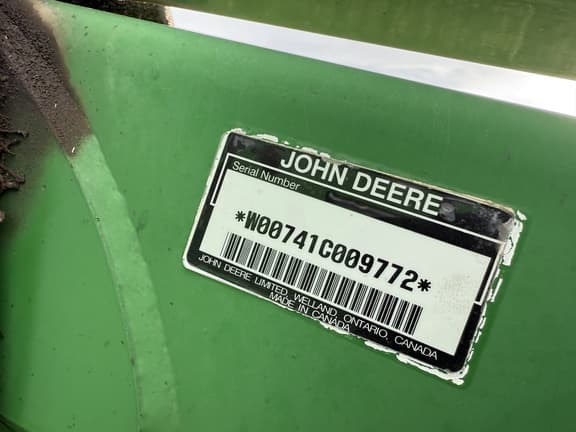 JOHN DEERE
Serial Number
*W00741C009772*
JOHN DEERE LIMITED, WELLAND, ONTARIO, CANADA
MADE IN CANADA